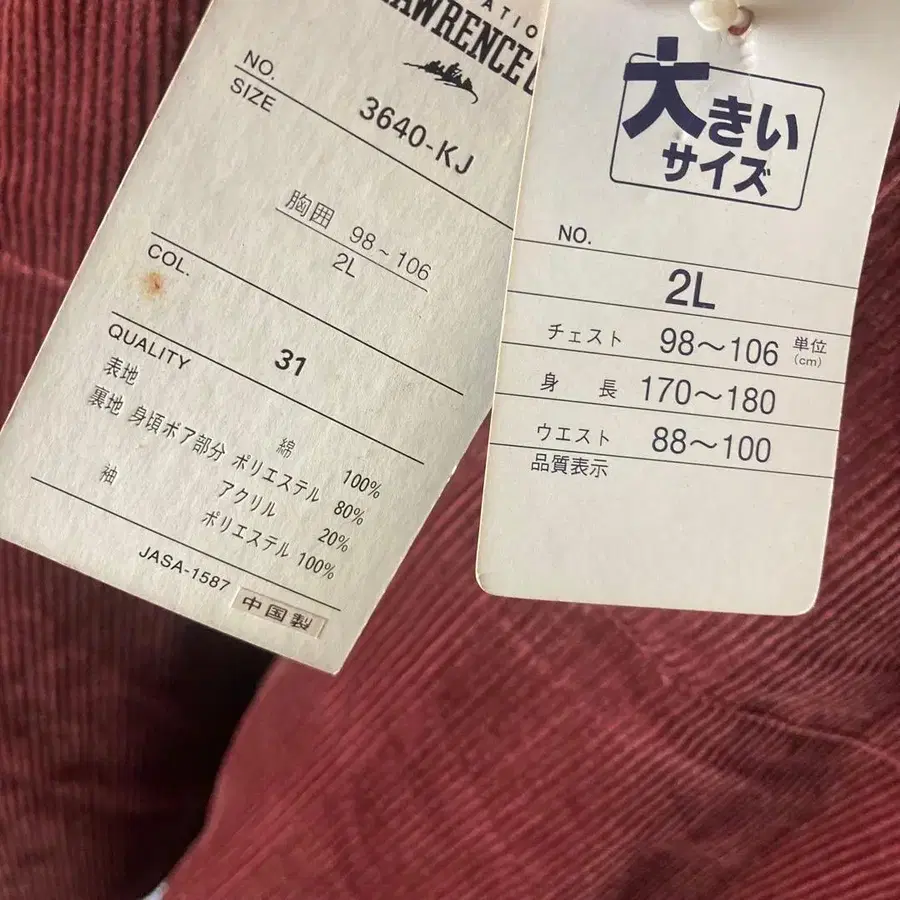 LAWRENCE
NO.
3640-KJ
SIZE
胸囲 98~106
2L
COL.
31
QUALITY
表地 綿 100%
裏地 身頃ボア部分 ポリエステル 80%
アクリル 20%
袖 ポリエステル 100%
JASA-1587
中国製
大きい
サイズ
NO.
2L
チェスト 98~106 単位(cm)
身 長 170~180
ウエスト 88~100
品質表示